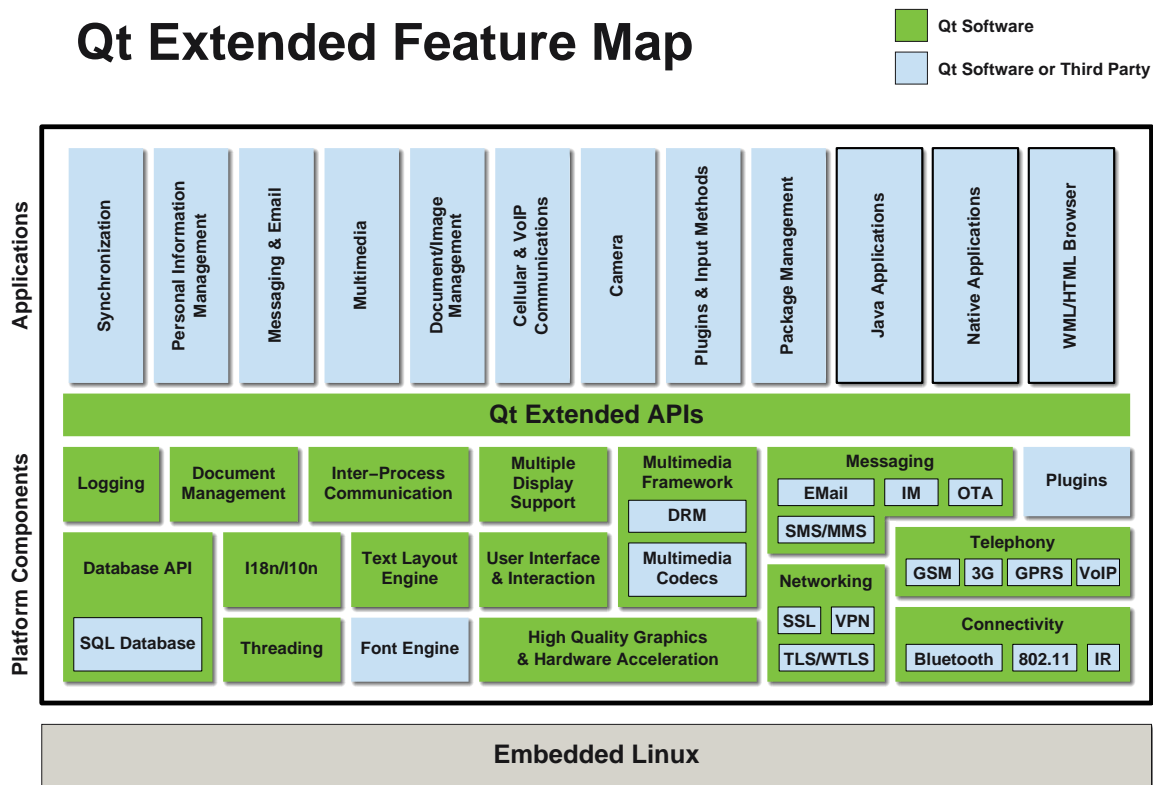 Qt Extended Feature Map
Qt Software
Qt Software or Third Party
Applications
Synchronization
Personal Information
Management
Messaging & Email
Multimedia
Document/Image
Management
Cellular & VoIP
Communications
Camera
Plugins & Input Methods
Package Management
Java Applications
Native Applications
WML/HTML Browser
Qt Extended APIs
Platform Components
Logging
Document
Management
Inter−Process
Communication
Multiple
Display
Support
Multimedia
Framework
DRM
Multimedia
Codecs
Messaging
EMail
IM
OTA
SMS/MMS
Plugins
Database API
SQL Database
I18n/I10n
Text Layout
Engine
User Interface
& Interaction
Threading
Font Engine
High Quality Graphics
& Hardware Acceleration
Networking
SSL
VPN
TLS/WTLS
Telephony
GSM
3G
GPRS
VoIP
Connectivity
Bluetooth
802.11
IR
Embedded Linux